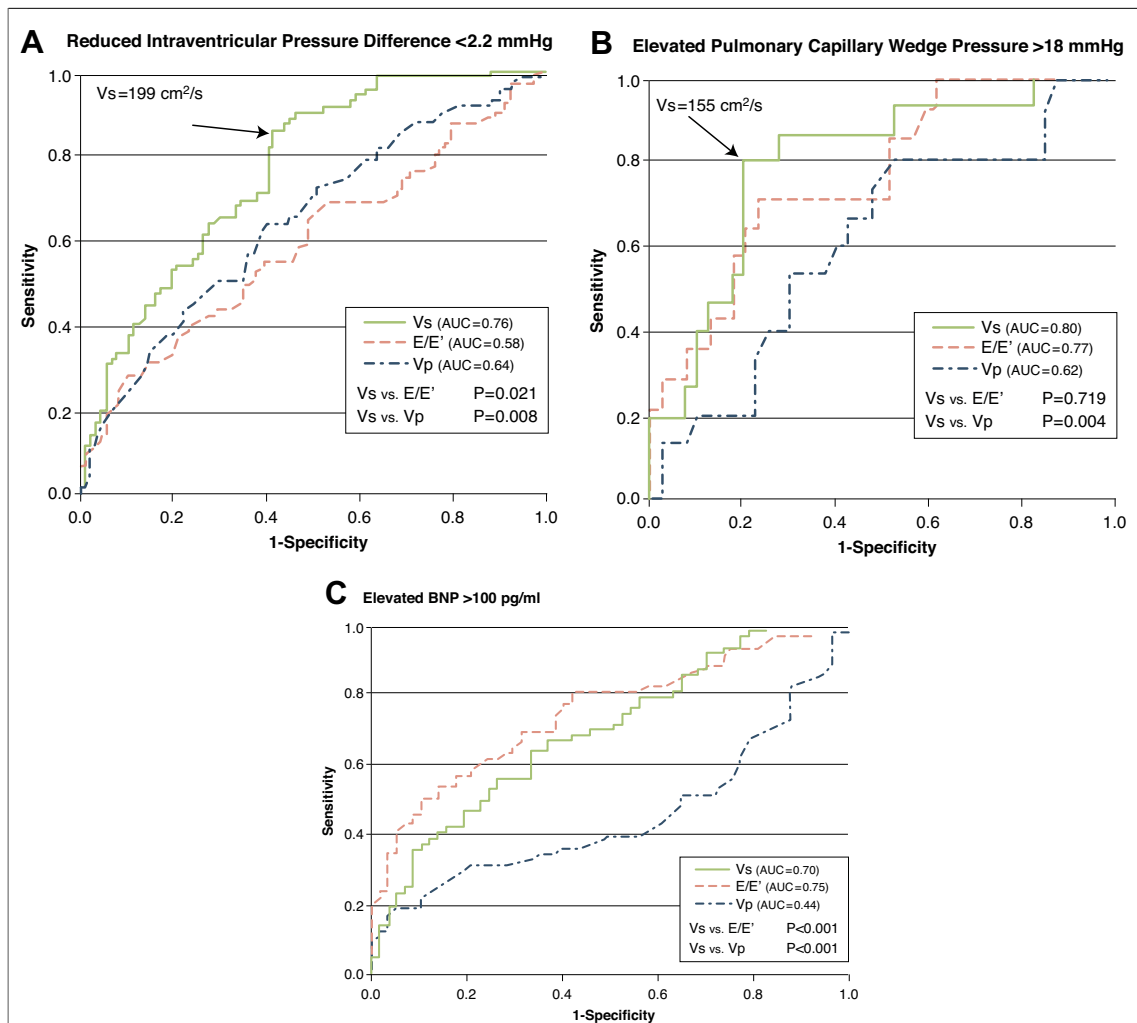 A Reduced Intraventricular Pressure Difference <2.2 mmHg
Vs=199 cm²/s
Sensitivity
1.0
0.8
0.6
0.4
0.2
0.0
0.0 0.2 0.4 0.6 0.8 1.0
1-Specificity
Vs (AUC=0.76)
E/E' (AUC=0.58)
Vp (AUC=0.64)
Vs vs. E/E' P=0.021
Vs vs. Vp P=0.008
B Elevated Pulmonary Capillary Wedge Pressure >18 mmHg
Vs=155 cm²/s
Sensitivity
1.0
0.8
0.6
0.4
0.2
0.0
0.0 0.2 0.4 0.6 0.8 1.0
1-Specificity
Vs (AUC=0.80)
E/E' (AUC=0.77)
Vp (AUC=0.62)
Vs vs. E/E' P=0.719
Vs vs. Vp P=0.004
C Elevated BNP >100 pg/ml
Sensitivity
1.0
0.8
0.6
0.4
0.2
0.0
0.0 0.2 0.4 0.6 0.8 1.0
1-Specificity
Vs (AUC=0.70)
E/E' (AUC=0.75)
Vp (AUC=0.44)
Vs vs. E/E' P<0.001
Vs vs. Vp P<0.001